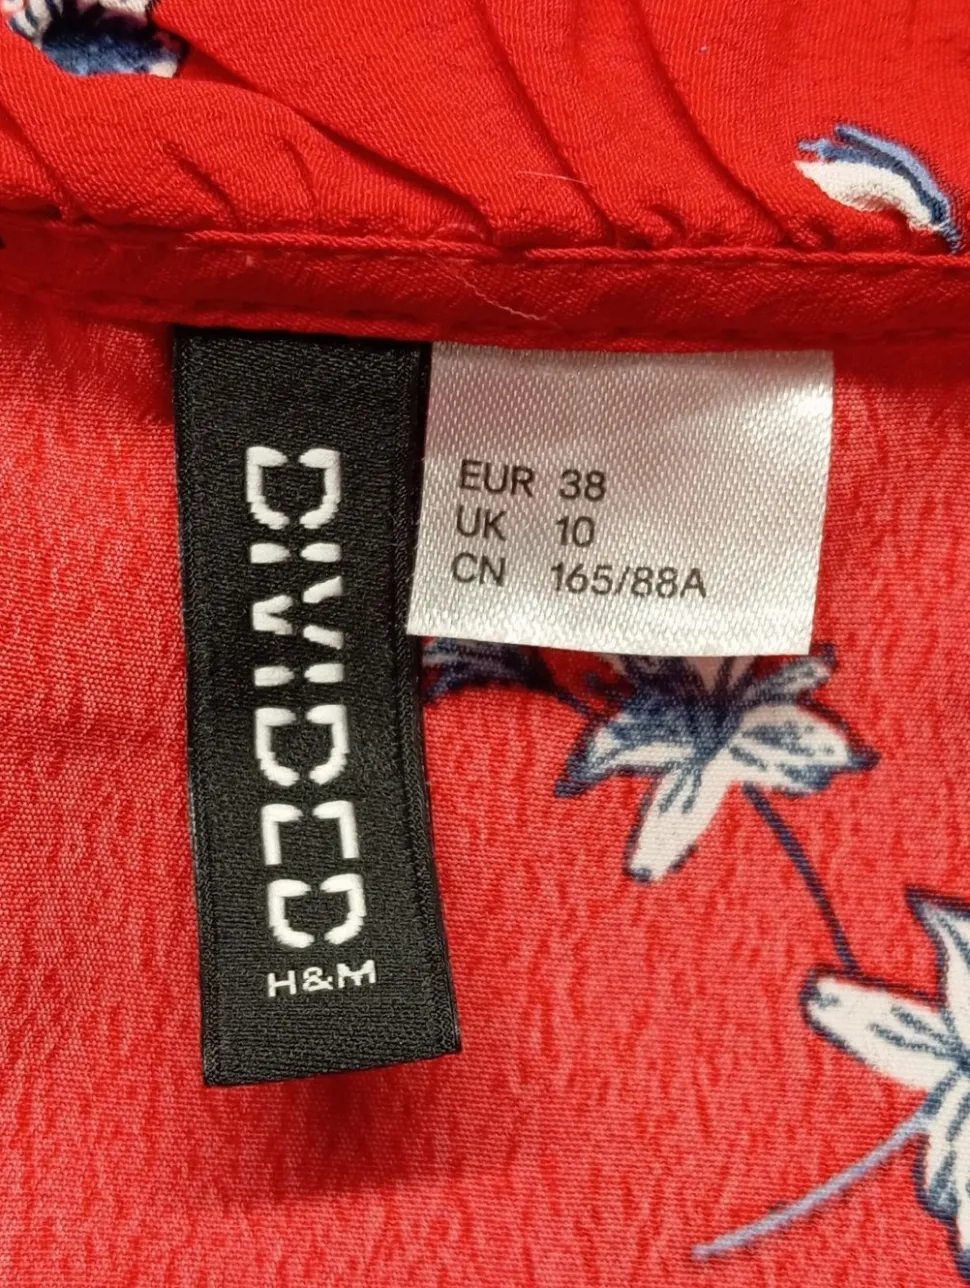 DIVIDED
H&M
EUR 38
UK 10
CN 165/88A